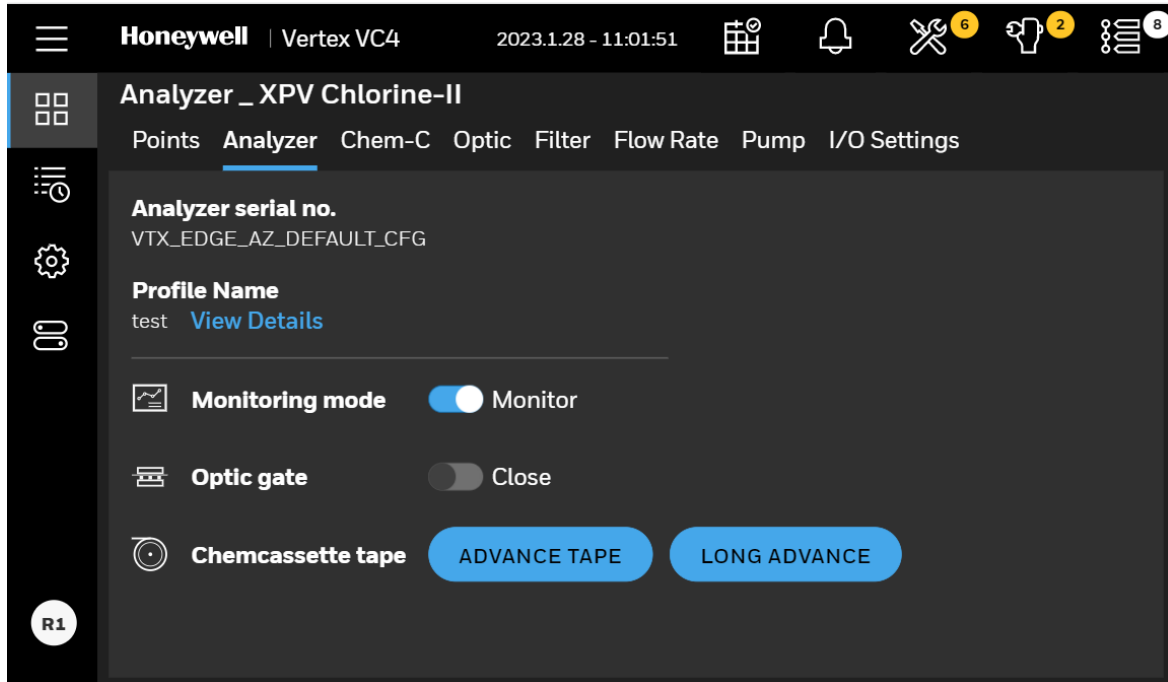 Honeywell | Vertex VC4 2023.1.28 - 11:01:51 6 2 8
Analyzer _ XPV Chlorine-II
Points Analyzer Chem-C Optic Filter Flow Rate Pump I/O Settings
Analyzer serial no.
VTX_EDGE_AZ_DEFAULT_CFG
Profile Name
test View Details
Monitoring mode Monitor
Optic gate Close
Chemcassette tape ADVANCE TAPE LONG ADVANCE
R1